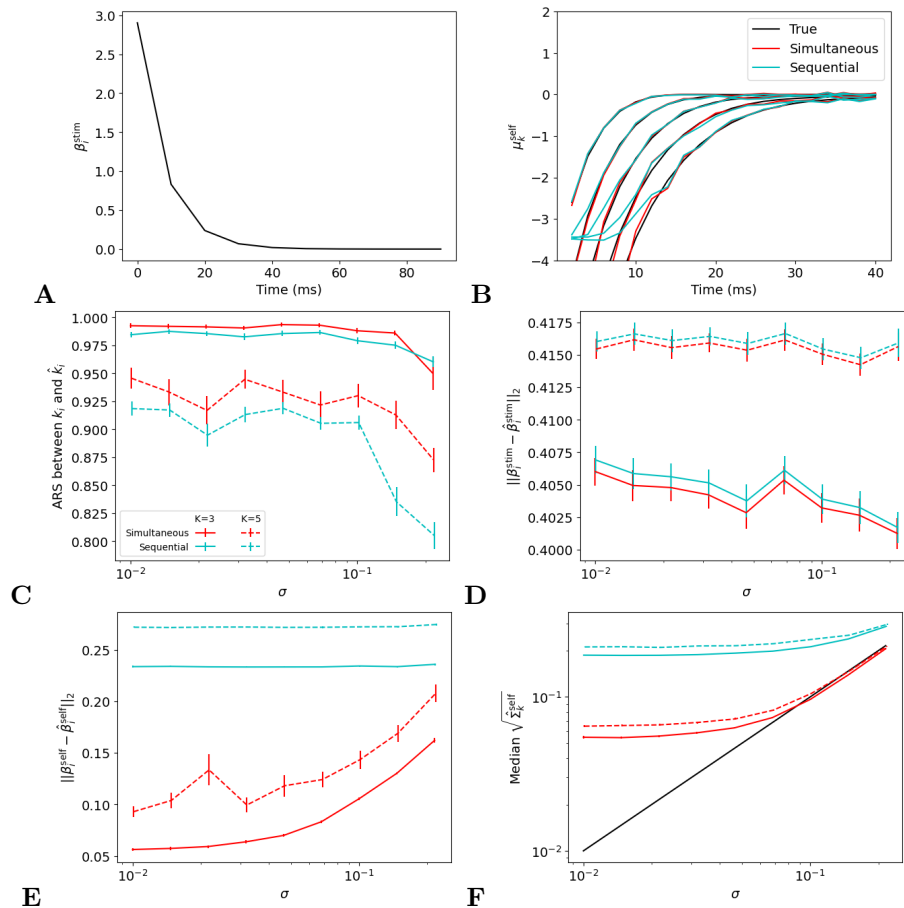 3.0
2.5
2.0
1.5
1.0
0.5
0.0
β_i^stim
0 20 40 60 80
Time (ms)
A
2
1
0
−1
−2
−3
−4
μ_k^self
True
Simultaneous
Sequential
10 20 30 40
Time (ms)
B
1.000
0.975
0.950
0.925
0.900
0.875
0.850
0.825
0.800
ARS between k_i and k̂_i
K=3 K=5
Simultaneous
Sequential
10^−2 10^−1
σ
C
0.4175
0.4150
0.4125
0.4100
0.4075
0.4050
0.4025
0.4000
||β_i^stim − β̂_i^stim||_2
10^−2 10^−1
σ
D
0.25
0.20
0.15
0.10
0.05
||β_i^self − β̂_i^self||_2
10^−2 10^−1
σ
E
10^−1
10^−2
Median √Σ̂_k^self
10^−2 10^−1
σ
F